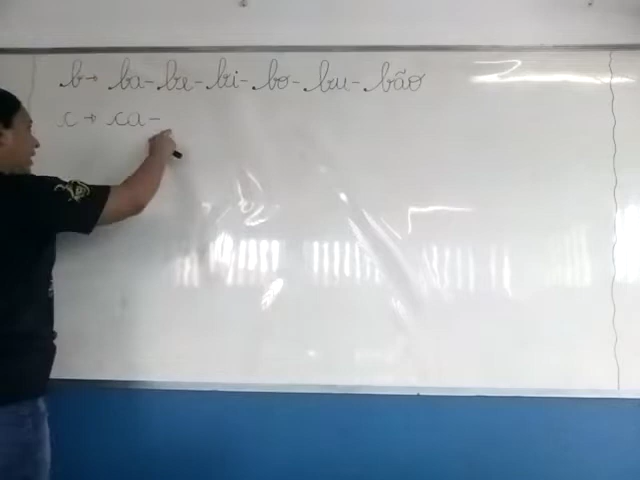 b → ba - be - bi - bo - bu - bão
c → ca -